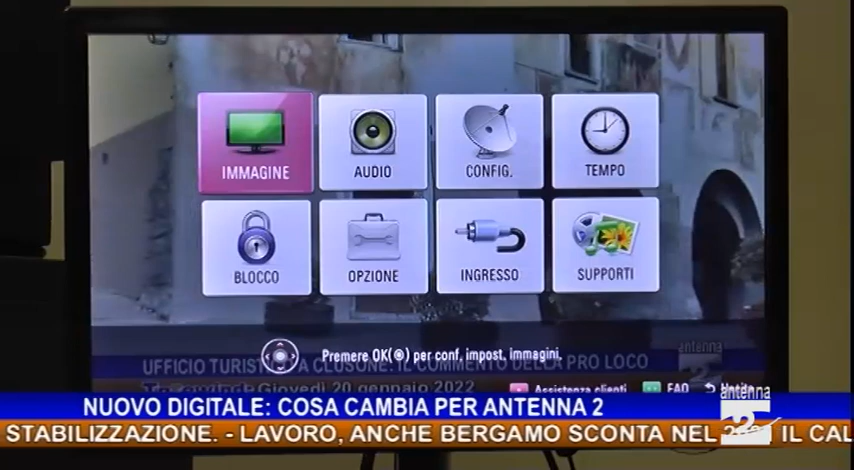 IMMAGINE AUDIO CONFIG. TEMPO
BLOCCO OPZIONE INGRESSO SUPPORTI
Premere OK(◉) per conf. impost. immagini.
antenna
UFFICIO TURISTICO A CLUSONE: IL COMMENTO DELLA PRO LOCO
Giovedì 20 gennaio 2022
Assistenza clienti FAQ
antenna
2
NUOVO DIGITALE: COSA CAMBIA PER ANTENNA 2
STABILIZZAZIONE. - LAVORO, ANCHE BERGAMO SCONTA NEL IL CAL